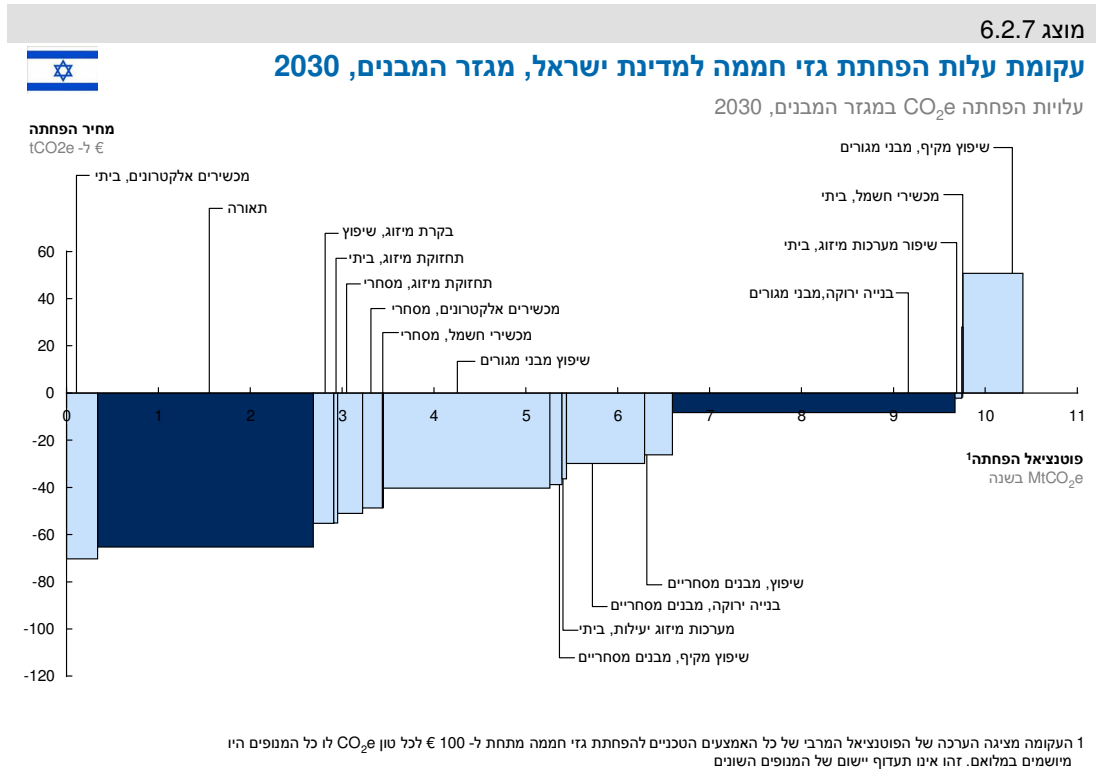 מוצג 6.2.7
עקומת עלות הפחתת גזי חממה למדינת ישראל, מגזר המבנים, 2030
עלויות הפחתה CO₂e במגזר המבנים, 2030
מחיר הפחתה
€ ל- tCO2e
שיפוץ מקיף, מבני מגורים
מכשירים אלקטרונים, ביתי
מכשירי חשמל, ביתי
תאורה
בקרת מיזוג, שיפוץ
שיפור מערכות מיזוג, ביתי
תחזוקת מיזוג, ביתי
תחזוקת מיזוג, מסחרי
בנייה ירוקה,מבני מגורים
מכשירים אלקטרונים, מסחרי
מכשירי חשמל, מסחרי
שיפוץ מבני מגורים
60
40
20
0
-20
-40
-60
-80
-100
-120
0 1 2 3 4 5 6 7 8 9 10 11
פוטנציאל הפחתה¹
MtCO₂e בשנה
שיפוץ, מבנים מסחריים
בנייה ירוקה, מבנים מסחריים
מערכות מיזוג יעילות, ביתי
שיפוץ מקיף, מבנים מסחריים
1 העקומה מציגה הערכה של הפוטנציאל המרבי של כל האמצעים הטכניים להפחתת גזי חממה מתחת ל- 100 € לכל טון CO₂e לו כל המנופים היו
מיושמים במלואם. זהו אינו תעדוף יישום של המנופים השונים